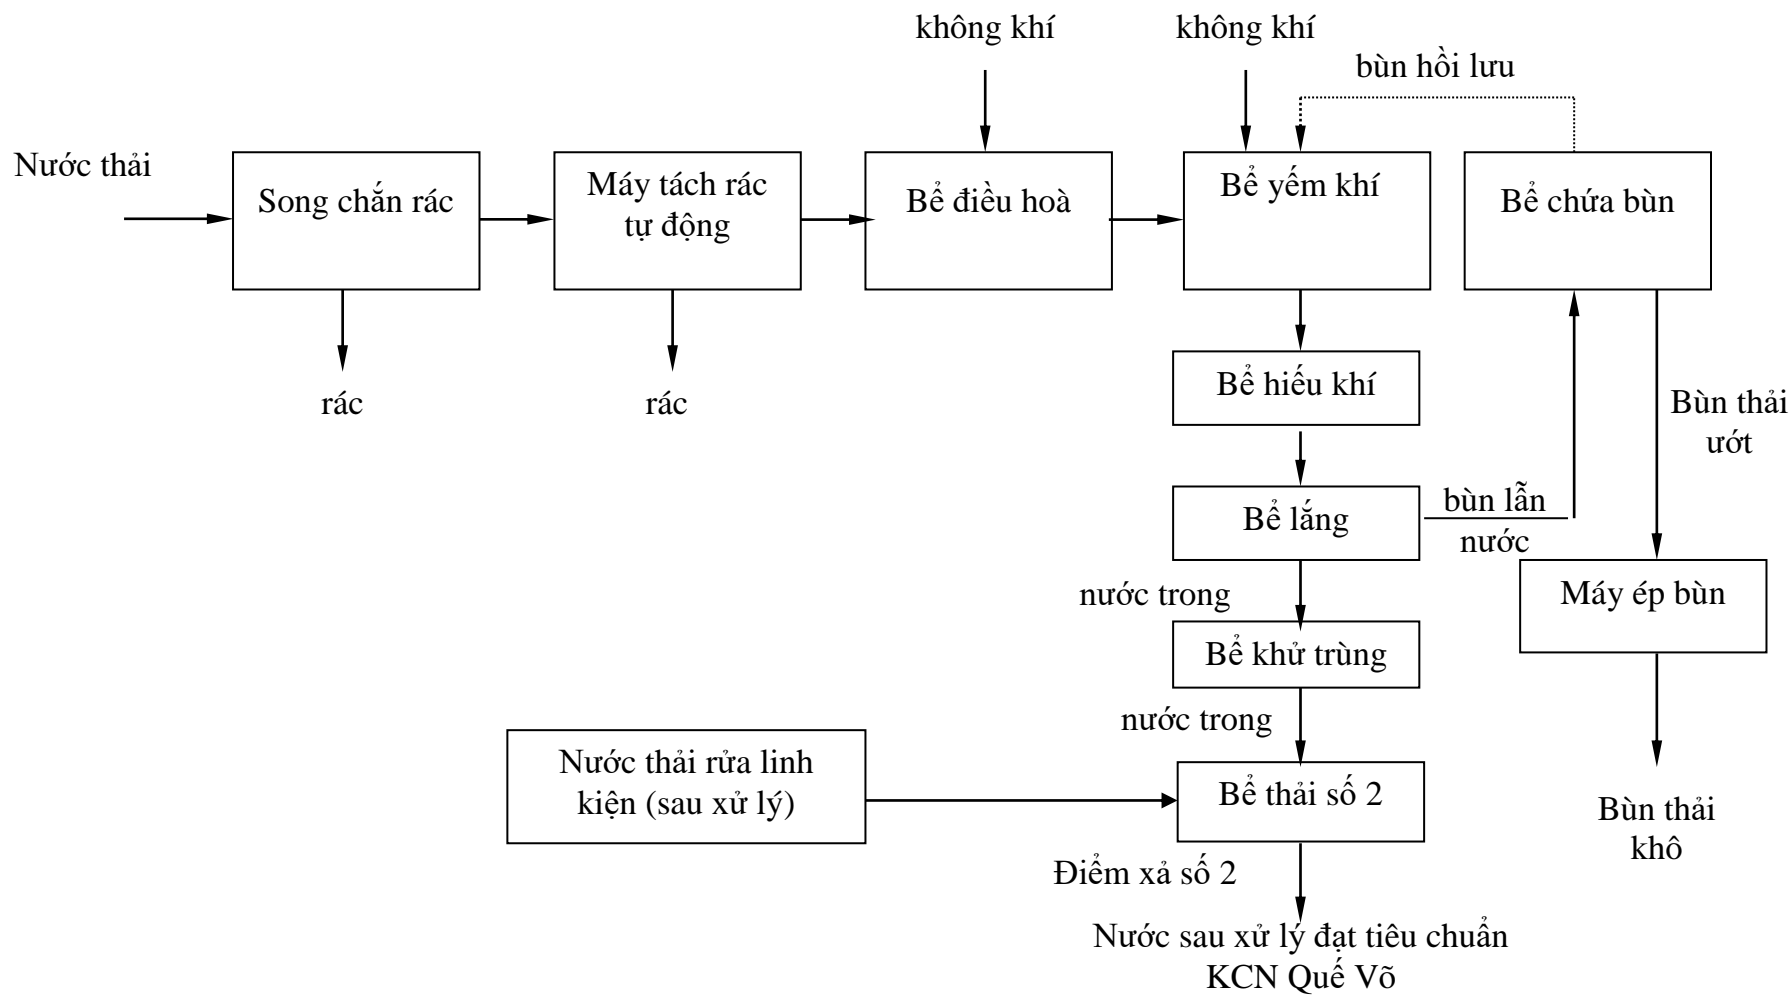 không khí
không khí
bùn hồi lưu
Nước thải
Song chắn rác
Máy tách rác
tự động
Bể điều hoà
Bể yếm khí
Bể chứa bùn
rác
rác
Bể hiếu khí
Bùn thải
ướt
Bể lắng
bùn lẫn
nước
nước trong
Máy ép bùn
Bể khử trùng
nước trong
Nước thải rửa linh
kiện (sau xử lý)
Bể thải số 2
Bùn thải
khô
Điểm xả số 2
Nước sau xử lý đạt tiêu chuẩn
KCN Quế Võ